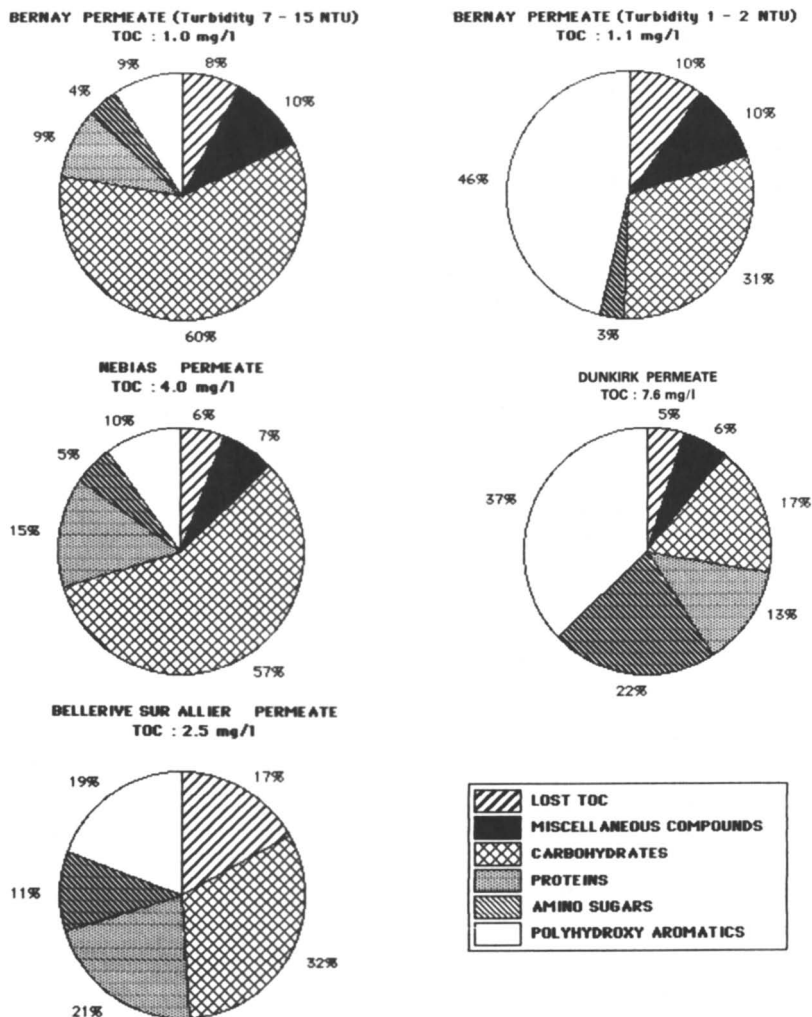 BERNAY PERMEATE (Turbidity 7 - 15 NTU)
TOC : 1.0 mg/l
9%
8%
4%
10%
9%
60%
BERNAY PERMEATE (Turbidity 1 - 2 NTU)
TOC : 1.1 mg/l
10%
10%
46%
31%
3%
NEBIAS PERMEATE
TOC : 4.0 mg/l
10%
6%
7%
5%
15%
57%
DUNKIRK PERMEATE
TOC : 7.6 mg/l
5%
6%
37%
17%
13%
22%
BELLERIVE SUR ALLIER PERMEATE
TOC : 2.5 mg/l
19%
17%
11%
32%
21%
LOST TOC
MISCELLANEOUS COMPOUNDS
CARBOHYDRATES
PROTEINS
AMINO SUGARS
POLYHYDROXY AROMATICS